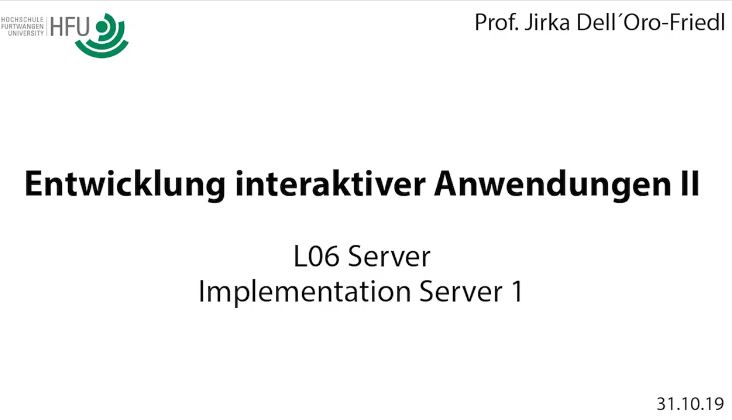 HOCHSCHULE
FURTWANGEN
UNIVERSITY
HFU
Prof. Jirka Dell´Oro-Friedl
Entwicklung interaktiver Anwendungen II
L06 Server
Implementation Server 1
31.10.19